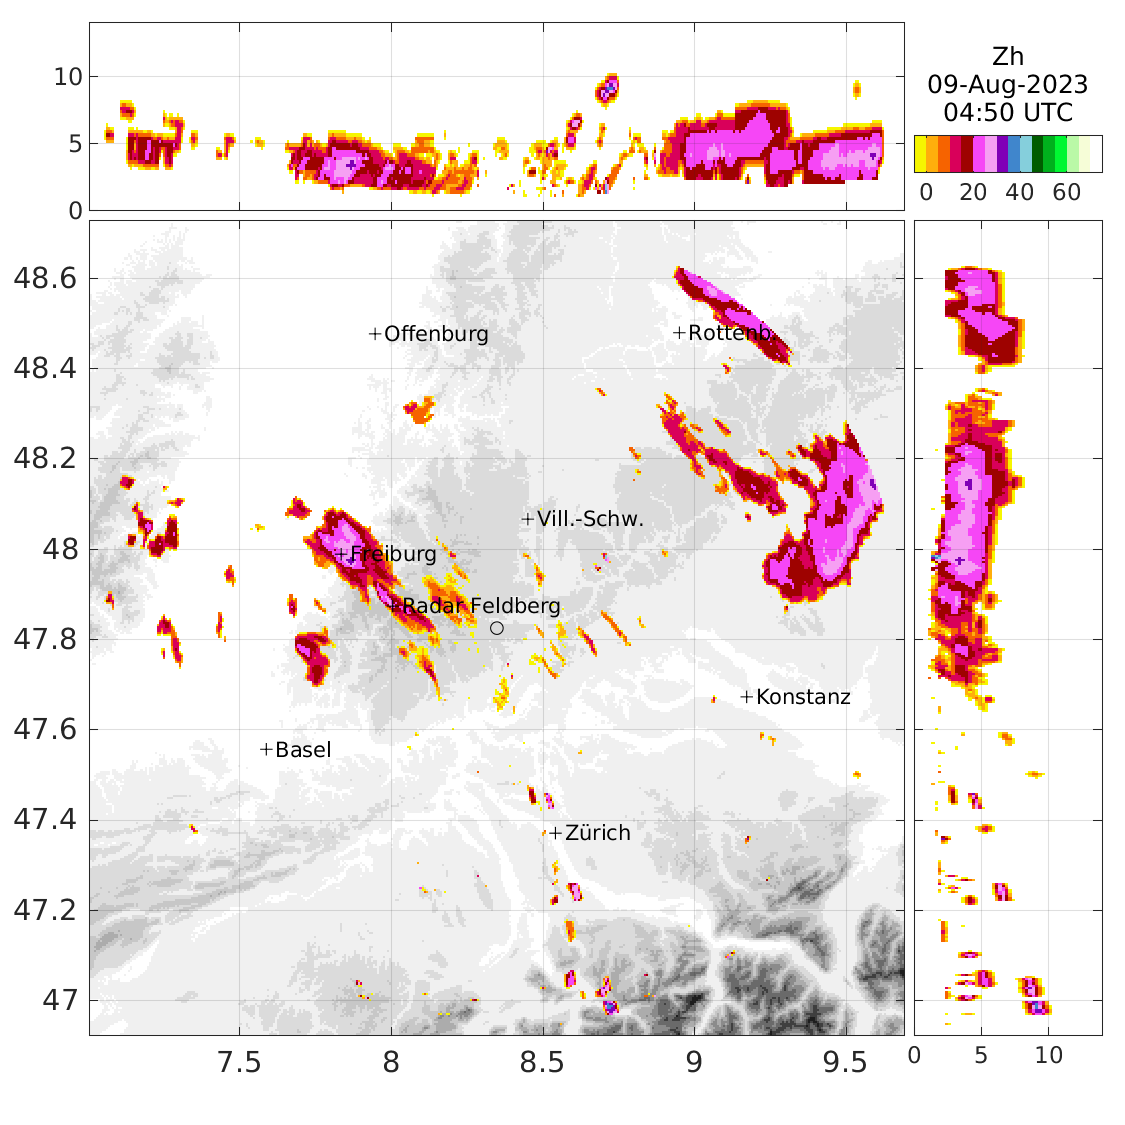 10
5
0
Zh
09-Aug-2023
04:50 UTC
0 20 40 60
48.6
48.4
48.2
48
47.8
47.6
47.4
47.2
47
Offenburg
Rottenb.
Vill.-Schw.
Freiburg
Radar Feldberg
Konstanz
Basel
Zürich
7.5 8 8.5 9 9.5
0 5 10